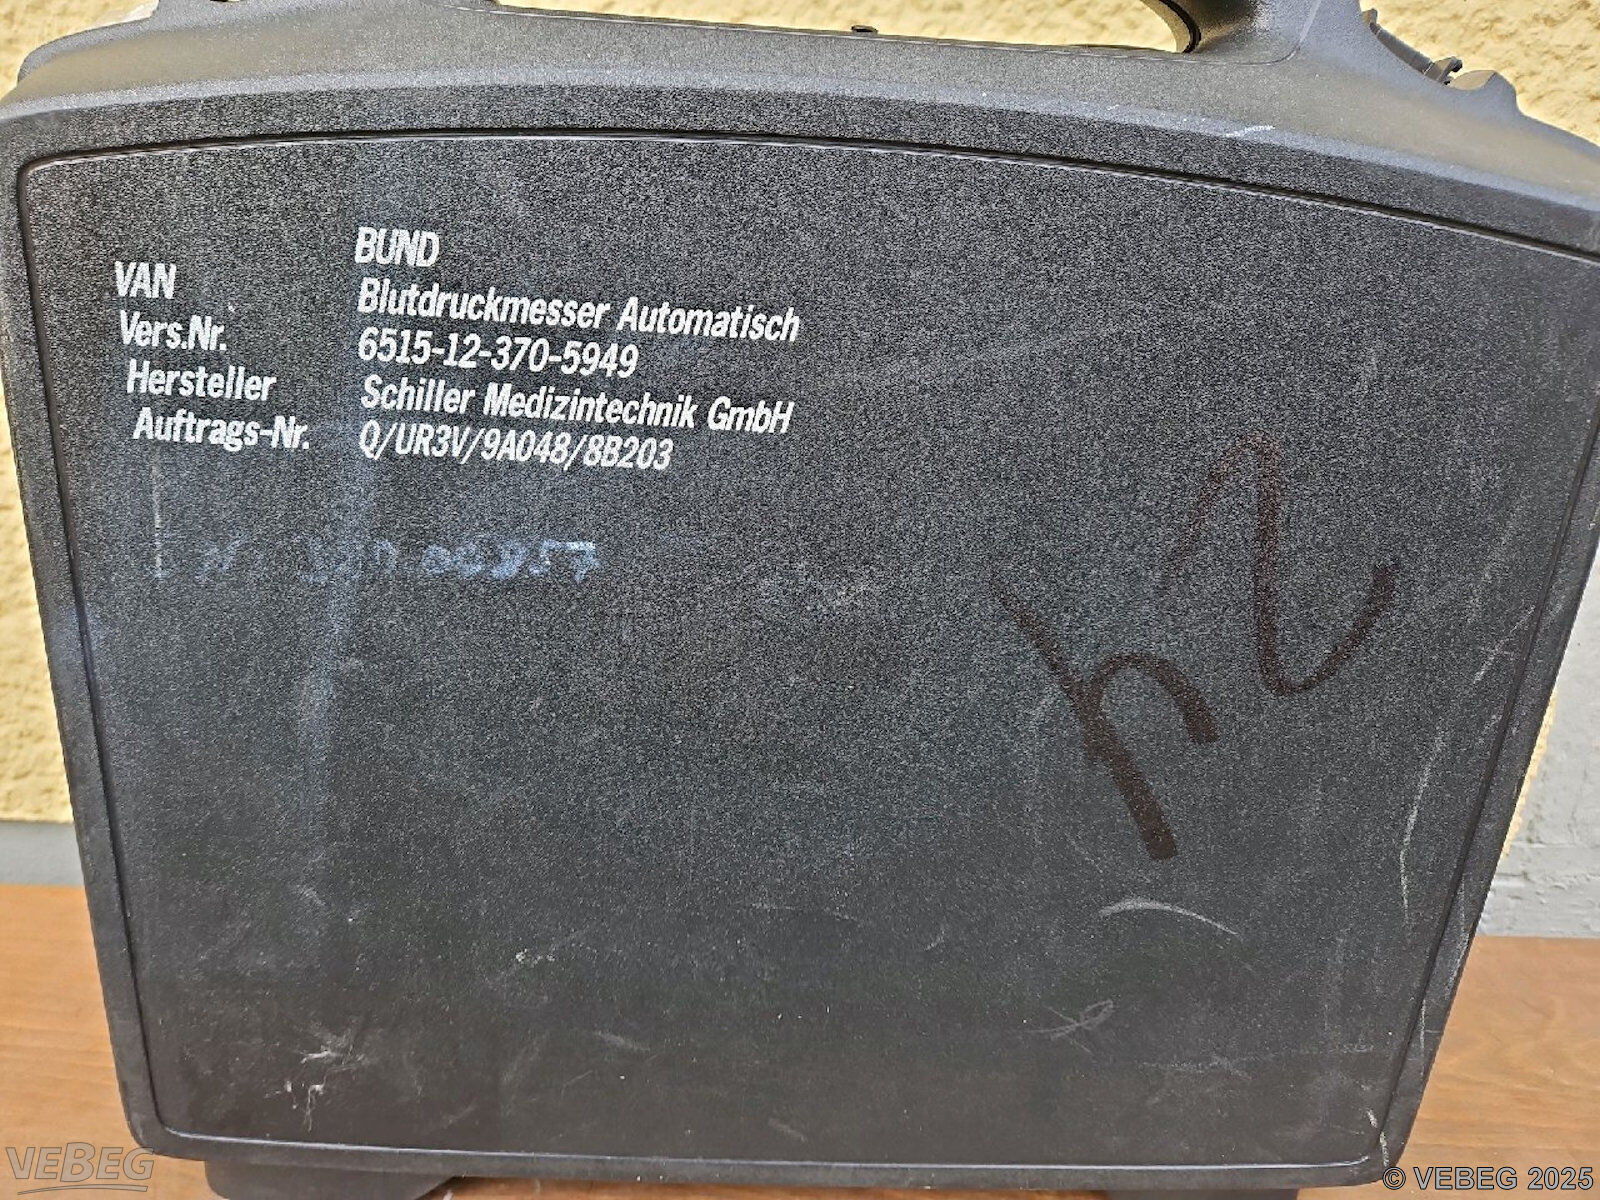 BUND
VAN Blutdruckmesser Automatisch
Vers.Nr. 6515-12-370-5949
Hersteller Schiller Medizintechnik GmbH
Auftrags-Nr. Q/UR3V/9A048/8B203
VEBEG
© VEBEG 2025